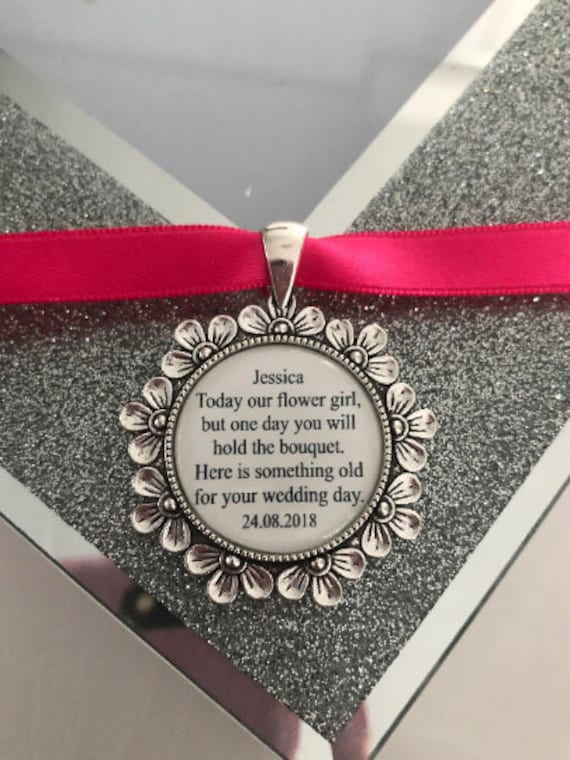 Jessica
Today our flower girl,
but one day you will
hold the bouquet.
Here is something old
for your wedding day.
24.08.2018